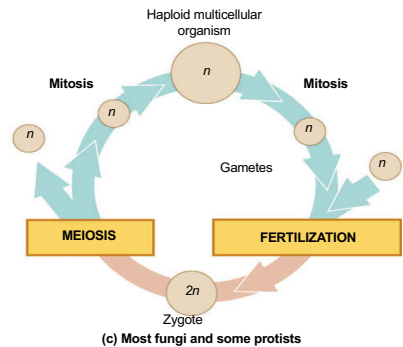 Haploid multicellular
organism
Mitosis
n
Mitosis
n
n
n
Gametes
n
MEIOSIS
FERTILIZATION
2n
Zygote
(c) Most fungi and some protists